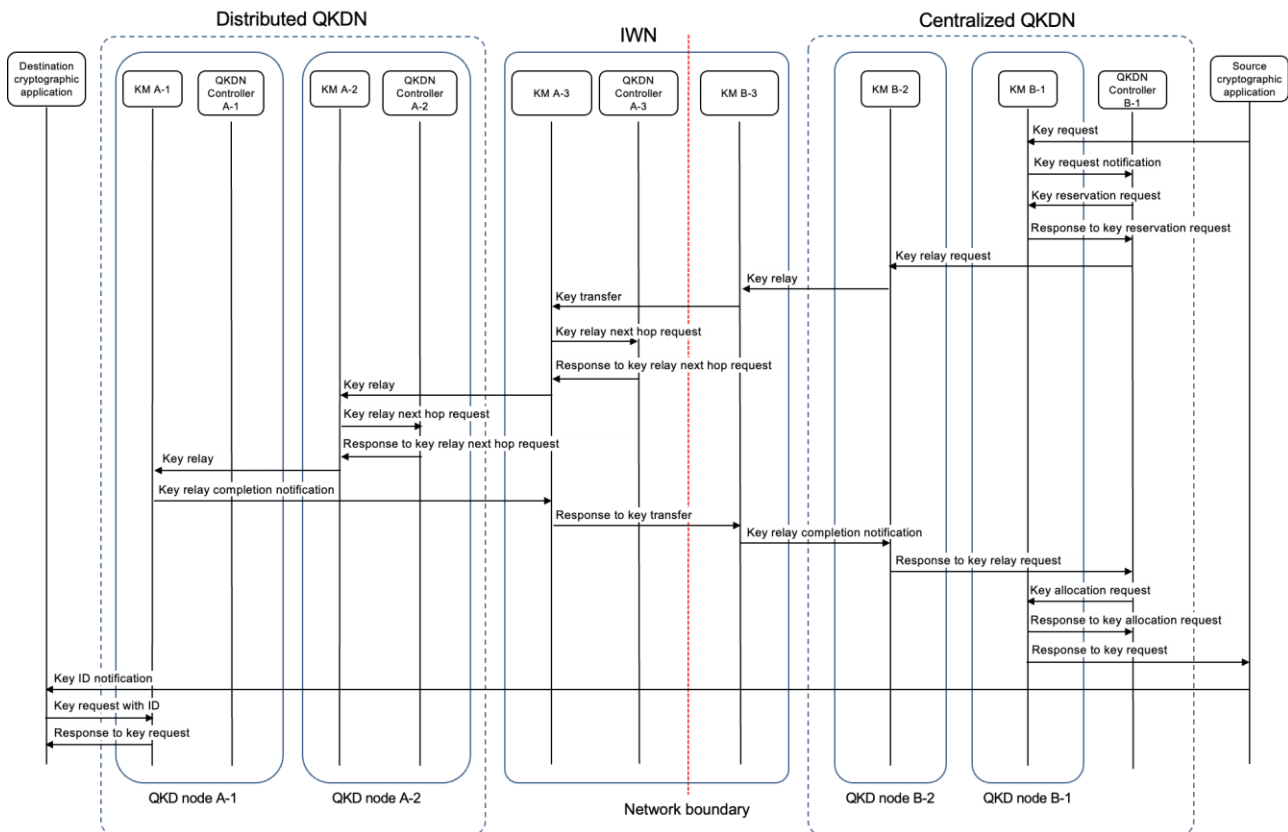 Distributed QKDN
Centralized QKDN
IWN
Destination
cryptographic
application
KM A-1
QKDN
Controller
A-1
KM A-2
QKDN
Controller
A-2
KM A-3
QKDN
Controller
A-3
KM B-3
KM B-2
KM B-1
QKDN
Controller
B-1
Source
cryptographic
application
Key request
Key request notification
Key reservation request
Response to key reservation request
Key relay request
Key relay
Key transfer
Key relay next hop request
Response to key relay next hop request
Key relay
Key relay next hop request
Response to key relay next hop request
Key relay
Key relay completion notification
Response to key transfer
Key relay completion notification
Response to key relay request
Key allocation request
Response to key allocation request
Response to key request
Key ID notification
Key request with ID
Response to key request
QKD node A-1
QKD node A-2
Network boundary
QKD node B-2
QKD node B-1